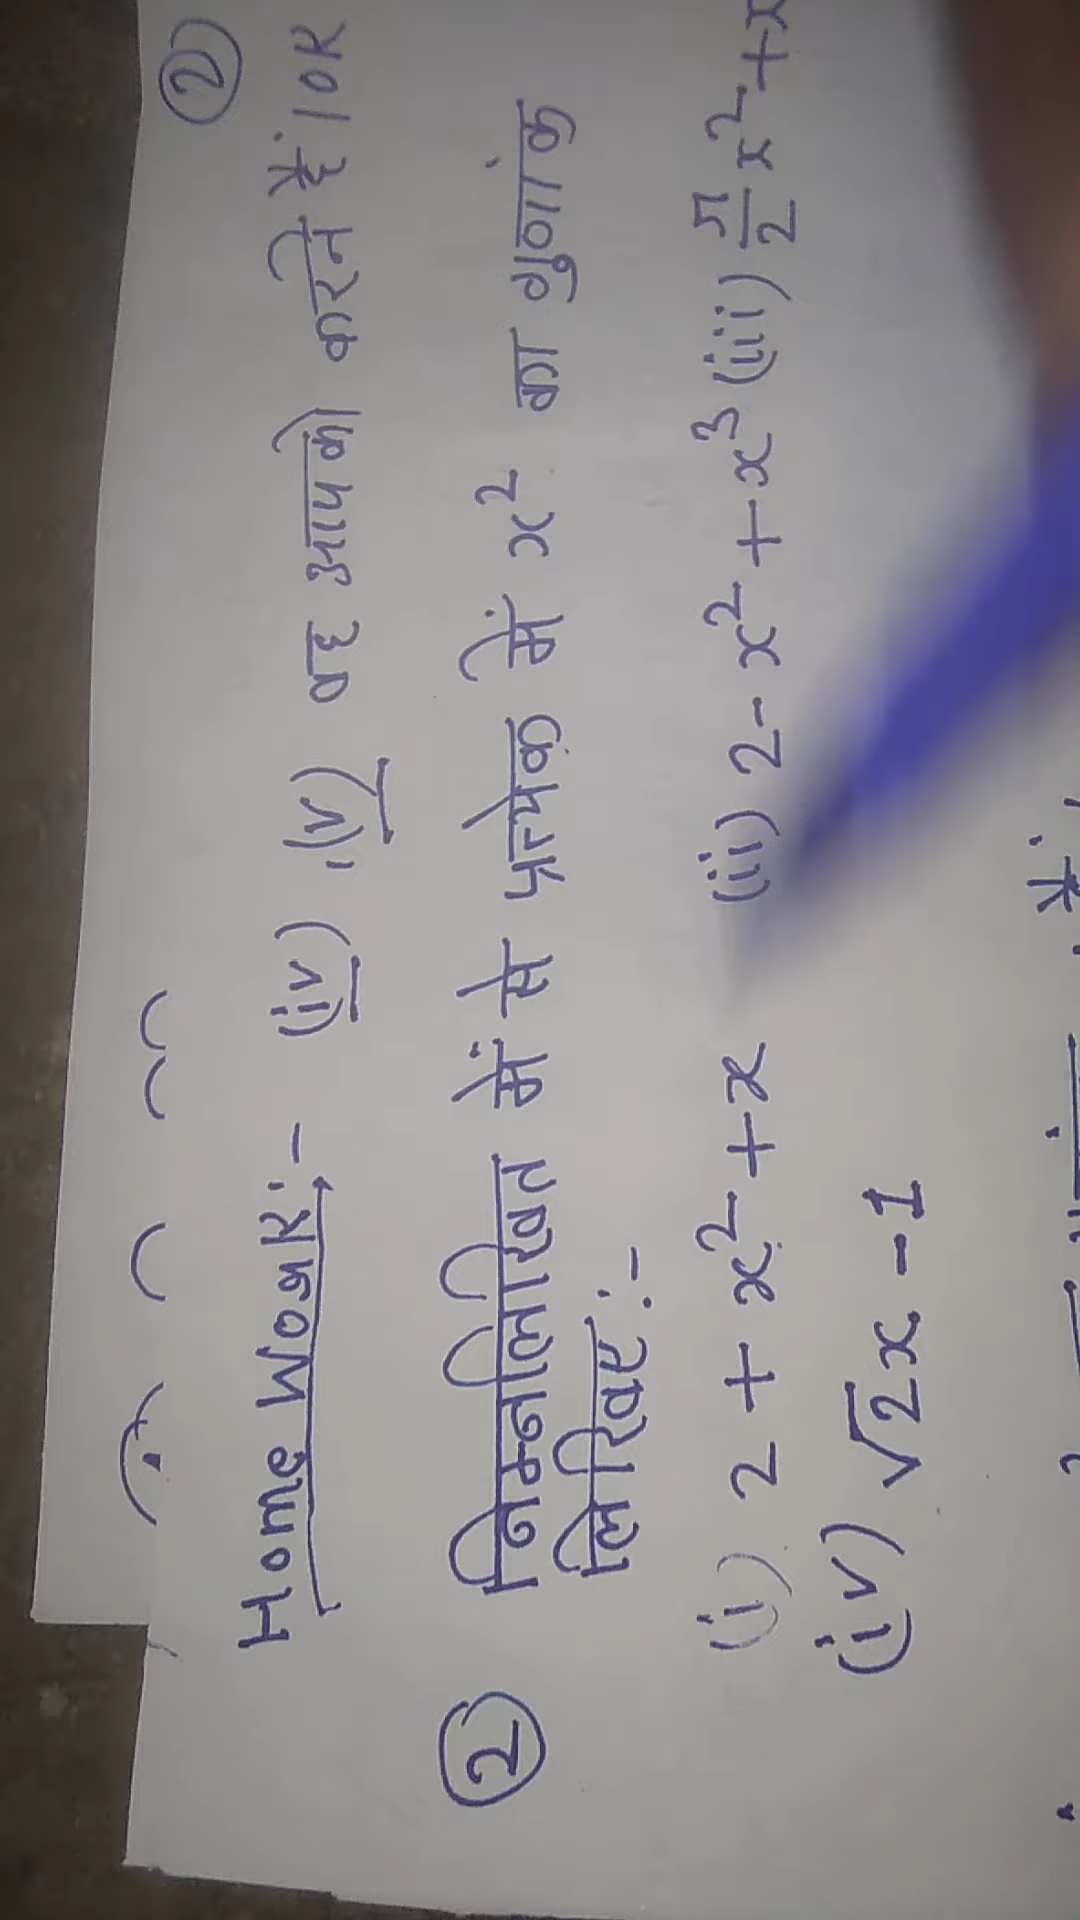 ②
Home Work:- (iv), (v) वह आपको करने हैं। OK
② निम्नलिखित में से प्रत्येक में x² का गुणांक
लिखिए:-
(i) 2 + x² + x (ii) 2 - x² + x³ (iii) π/2 x² + x
(iv) √2x - 1